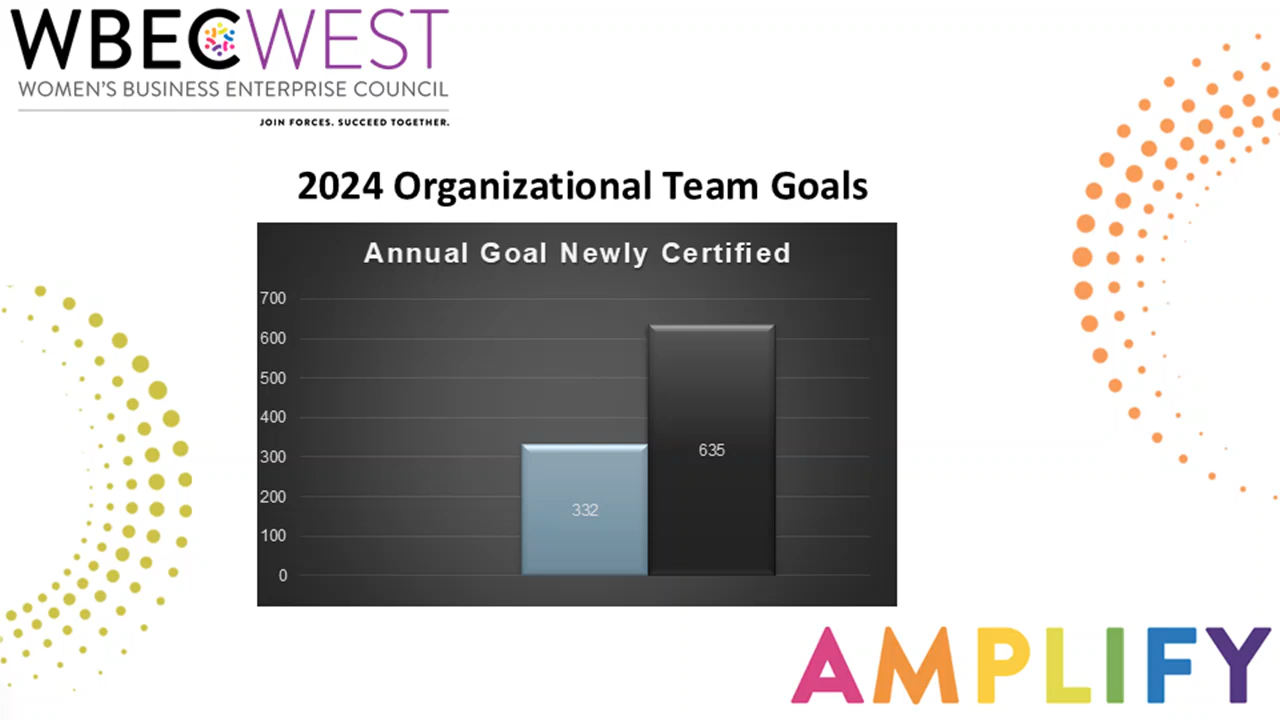 WBECWEST
WOMEN'S BUSINESS ENTERPRISE COUNCIL
JOIN FORCES. SUCCEED TOGETHER.
2024 Organizational Team Goals
Annual Goal Newly Certified
700
600
500
400
300
200
100
0
332
635
AMPLIFY